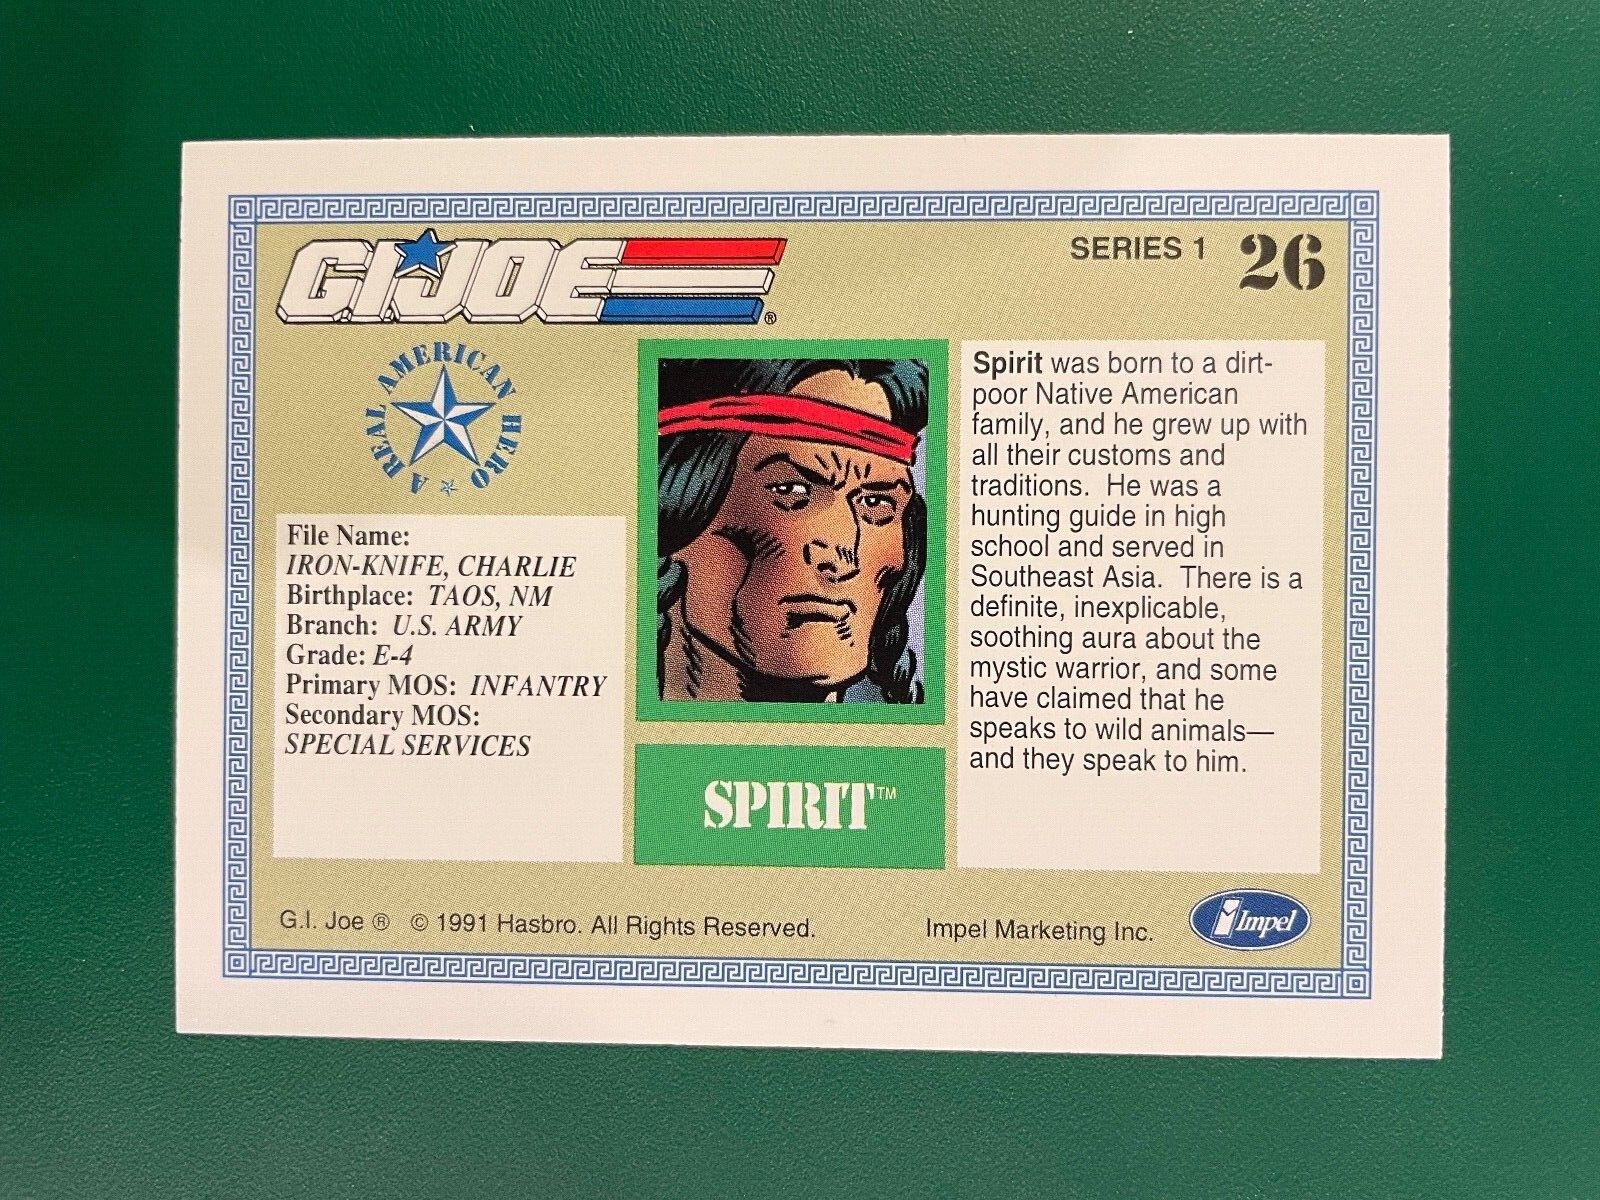 G.I. JOE ®
SERIES 1 26
A REAL AMERICAN HERO
File Name:
IRON-KNIFE, CHARLIE
Birthplace: TAOS, NM
Branch: U.S. ARMY
Grade: E-4
Primary MOS: INFANTRY
Secondary MOS:
SPECIAL SERVICES
SPIRIT™
Spirit was born to a dirt-
poor Native American
family, and he grew up with
all their customs and
traditions. He was a
hunting guide in high
school and served in
Southeast Asia. There is a
definite, inexplicable,
soothing aura about the
mystic warrior, and some
have claimed that he
speaks to wild animals—
and they speak to him.
G.I. Joe ® © 1991 Hasbro. All Rights Reserved.
Impel Marketing Inc.
Impel